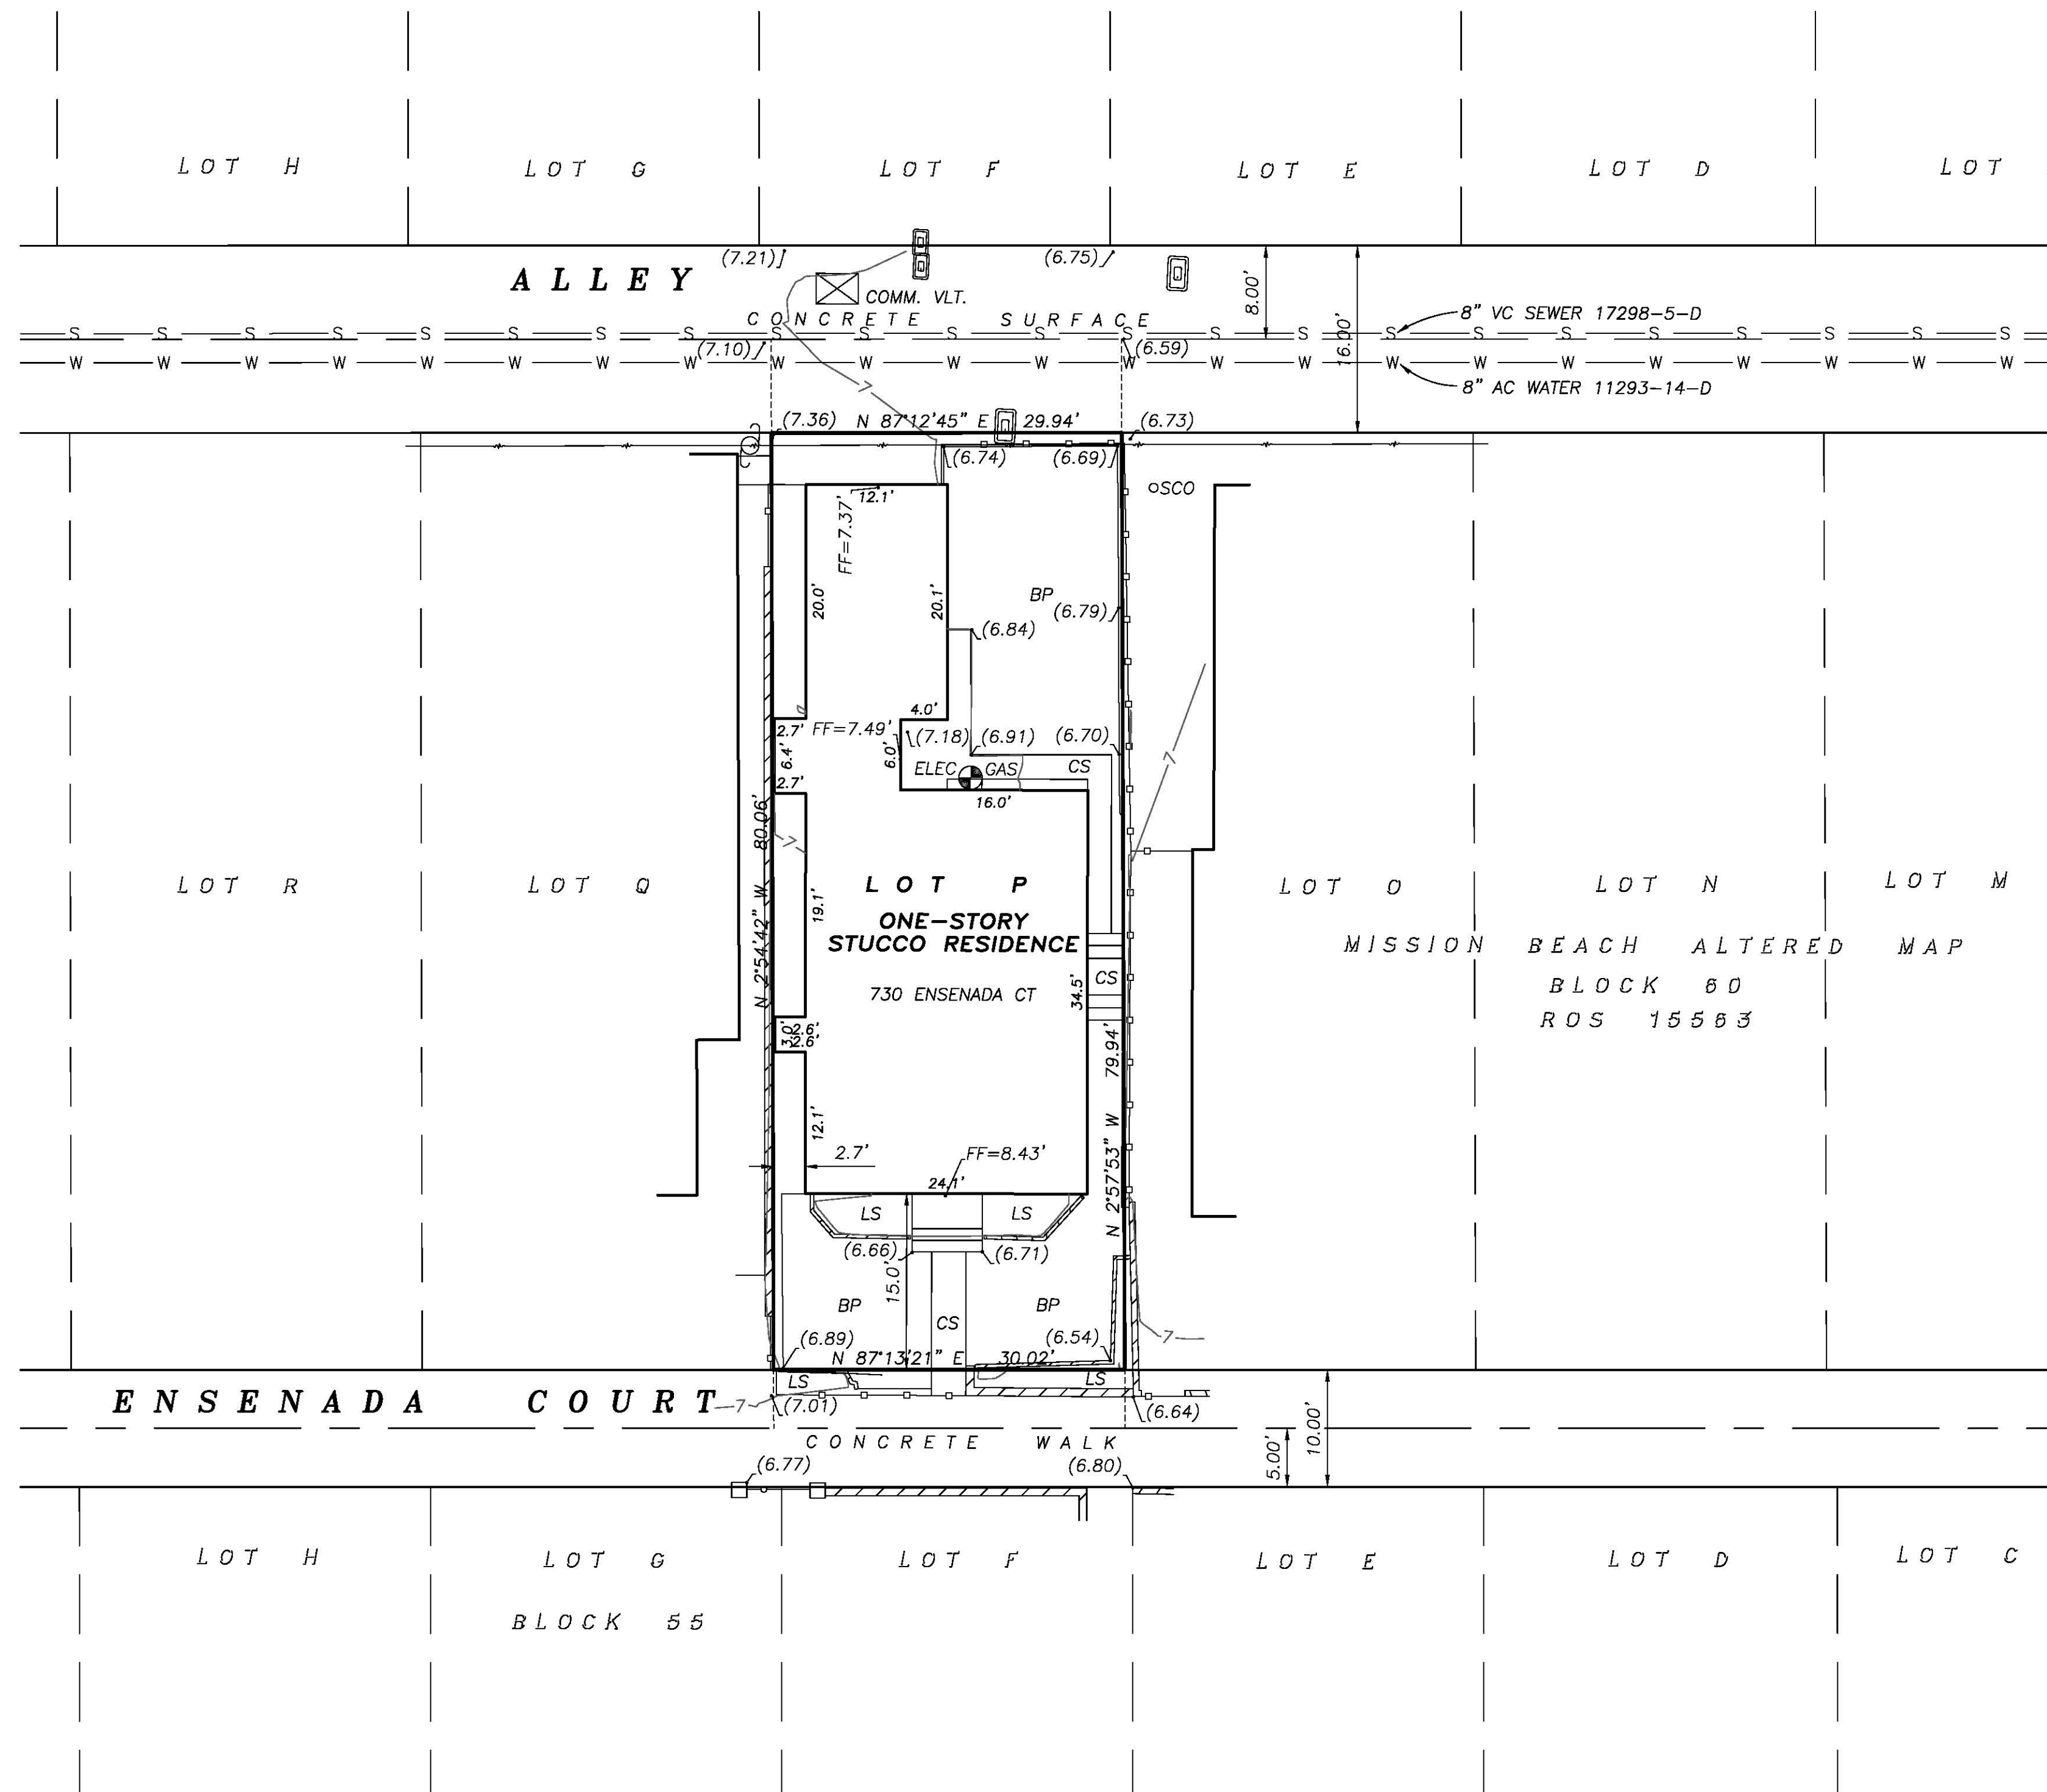 LOT H
LOT G
LOT F
LOT E
LOT D
LOT
ALLEY
(7.21)
(6.75)
COMM. VLT.
CONCRETE SURFACE
8.00'
16.00'
8" VC SEWER 17298-5-D
S S S S S S S S S S S S S S S S S S S S S S S
(7.10)
(6.59)
W W W W W W W W W W W W W W W W W W W W W W W
8" AC WATER 11293-14-D
7
(7.36)
N 87°12'45" E 29.94'
(6.73)
(6.74)
(6.69)
SCO
12.1'
FF=7.37'
20.0'
20.1'
BP
(6.79)
(6.84)
4.0'
2.7'
FF=7.49'
(7.18)
(6.91)
(6.70)
6.4'
6.0'
ELEC
GAS
CS
2.7'
16.0'
7
7
N 2°54'42" W 80.06'
LOT R
LOT Q
LOT P
LOT O
LOT N
LOT M
19.1'
ONE-STORY
STUCCO RESIDENCE
730 ENSENADA CT
MISSION BEACH ALTERED MAP
BLOCK 60
ROS 15563
CS
34.5'
2.6'
3.0'
2.6'
N 2°57'53" W 79.94'
12.1'
2.7'
FF=8.43'
24.1'
LS
LS
(6.66)
(6.71)
15.0'
BP
BP
CS
(6.89)
(6.54)
7
N 87°13'21" E 30.02'
LS
LS
ENSENADA COURT
7
(7.01)
(6.64)
CONCRETE WALK
5.00'
10.00'
(6.77)
(6.80)
LOT H
LOT G
LOT F
LOT E
LOT D
LOT C
BLOCK 55